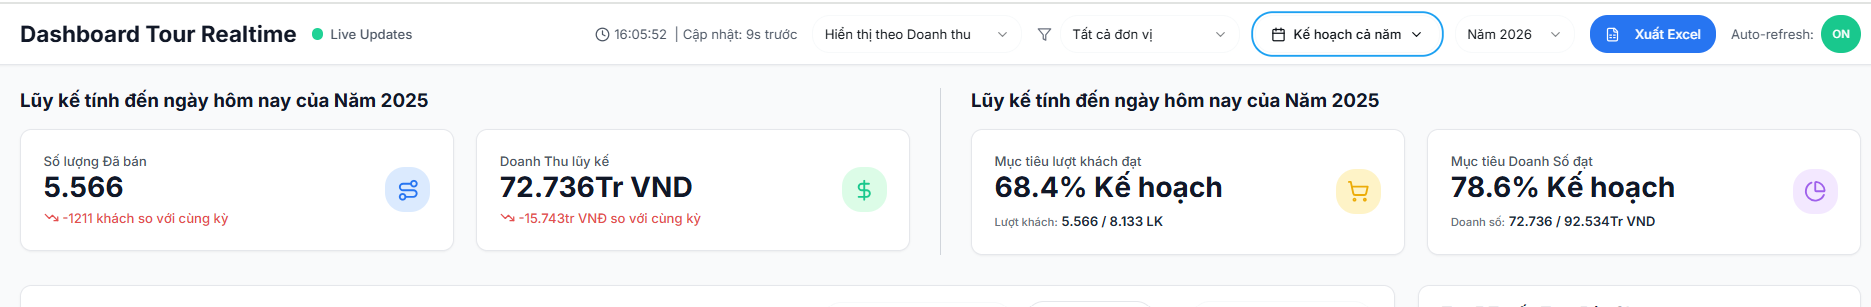 Dashboard Tour Realtime
Live Updates
16:05:52 | Cập nhật: 9s trước
Hiển thị theo Doanh thu
Tất cả đơn vị
Kế hoạch cả năm
Năm 2026
Xuất Excel
Auto-refresh:
ON
Lũy kế tính đến ngày hôm nay của Năm 2025
Số lượng Đã bán
5.566
-1211 khách so với cùng kỳ
Doanh Thu lũy kế
72.736Tr VND
-15.743tr VNĐ so với cùng kỳ
Lũy kế tính đến ngày hôm nay của Năm 2025
Mục tiêu lượt khách đạt
68.4% Kế hoạch
Lượt khách: 5.566 / 8.133 LK
Mục tiêu Doanh Số đạt
78.6% Kế hoạch
Doanh số: 72.736 / 92.534Tr VND